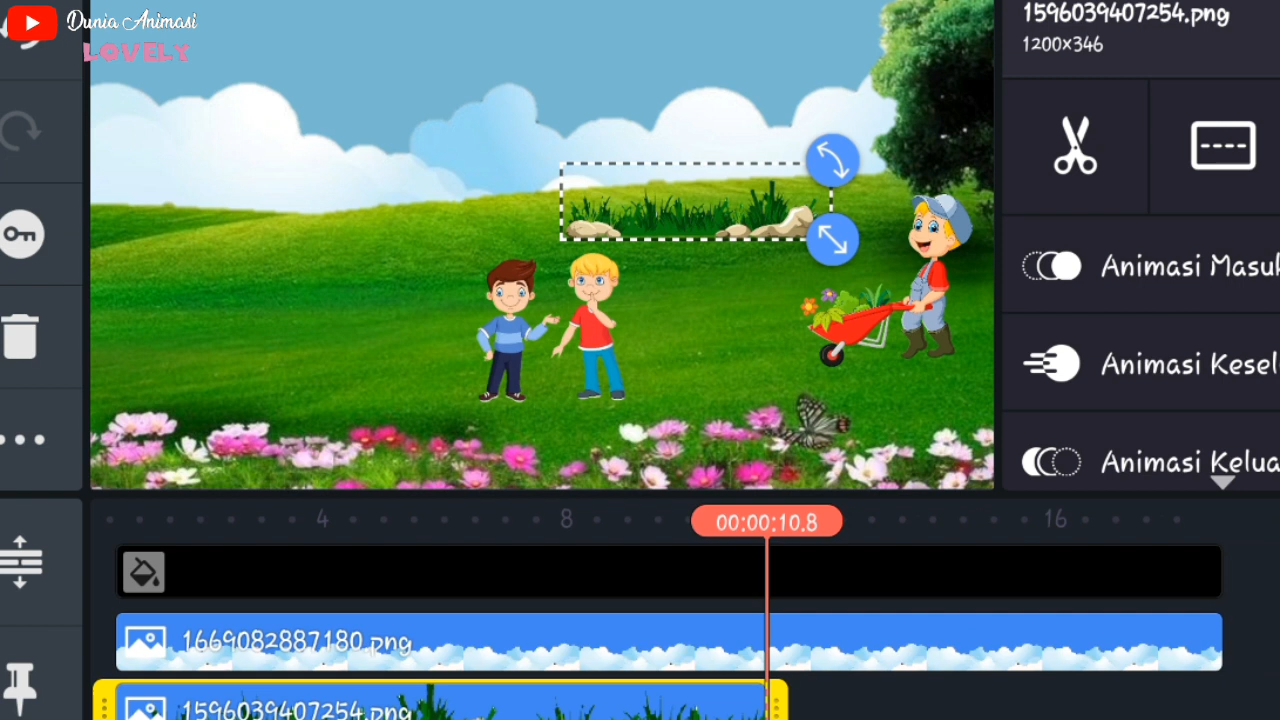 Dunia Animasi
LOVELY
1596039407254.png
1200x346
Animasi Masu
Animasi Kesel
Animasi Kelua
4
8
00:00:10.8
16
1669082887180.png
1596039407254.png